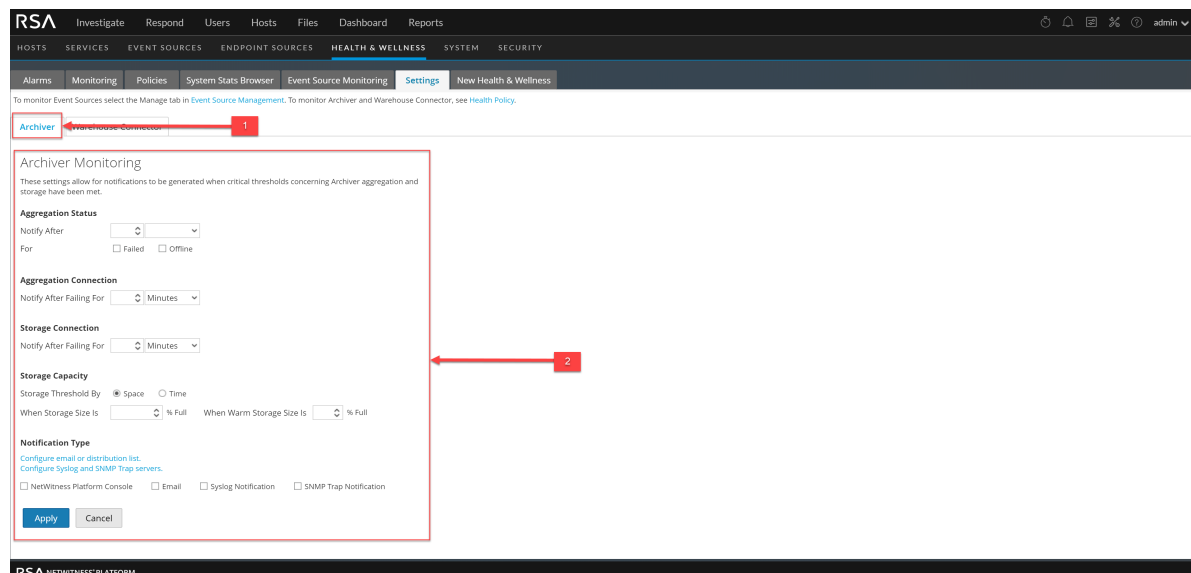 RSA Investigate Respond Users Hosts Files Dashboard Reports admin
HOSTS SERVICES EVENT SOURCES ENDPOINT SOURCES HEALTH & WELLNESS SYSTEM SECURITY
Alarms Monitoring Policies System Stats Browser Event Source Monitoring Settings New Health & Wellness
To monitor Event Sources select the Manage tab in Event Source Management. To monitor Archiver and Warehouse Connector, see Health Policy.
Archiver Warehouse Connector 1
Archiver Monitoring
These settings allow for notifications to be generated when critical thresholds concerning Archiver aggregation and
storage have been met.
Aggregation Status
Notify After
For Failed Offline
Aggregation Connection
Notify After Failing For Minutes
Storage Connection
Notify After Failing For Minutes
2
Storage Capacity
Storage Threshold By Space Time
When Storage Size Is % Full When Warm Storage Size Is % Full
Notification Type
Configure email or distribution list.
Configure Syslog and SNMP Trap servers.
NetWitness Platform Console Email Syslog Notification SNMP Trap Notification
Apply Cancel
RSA NETWITNESS PLATFORM